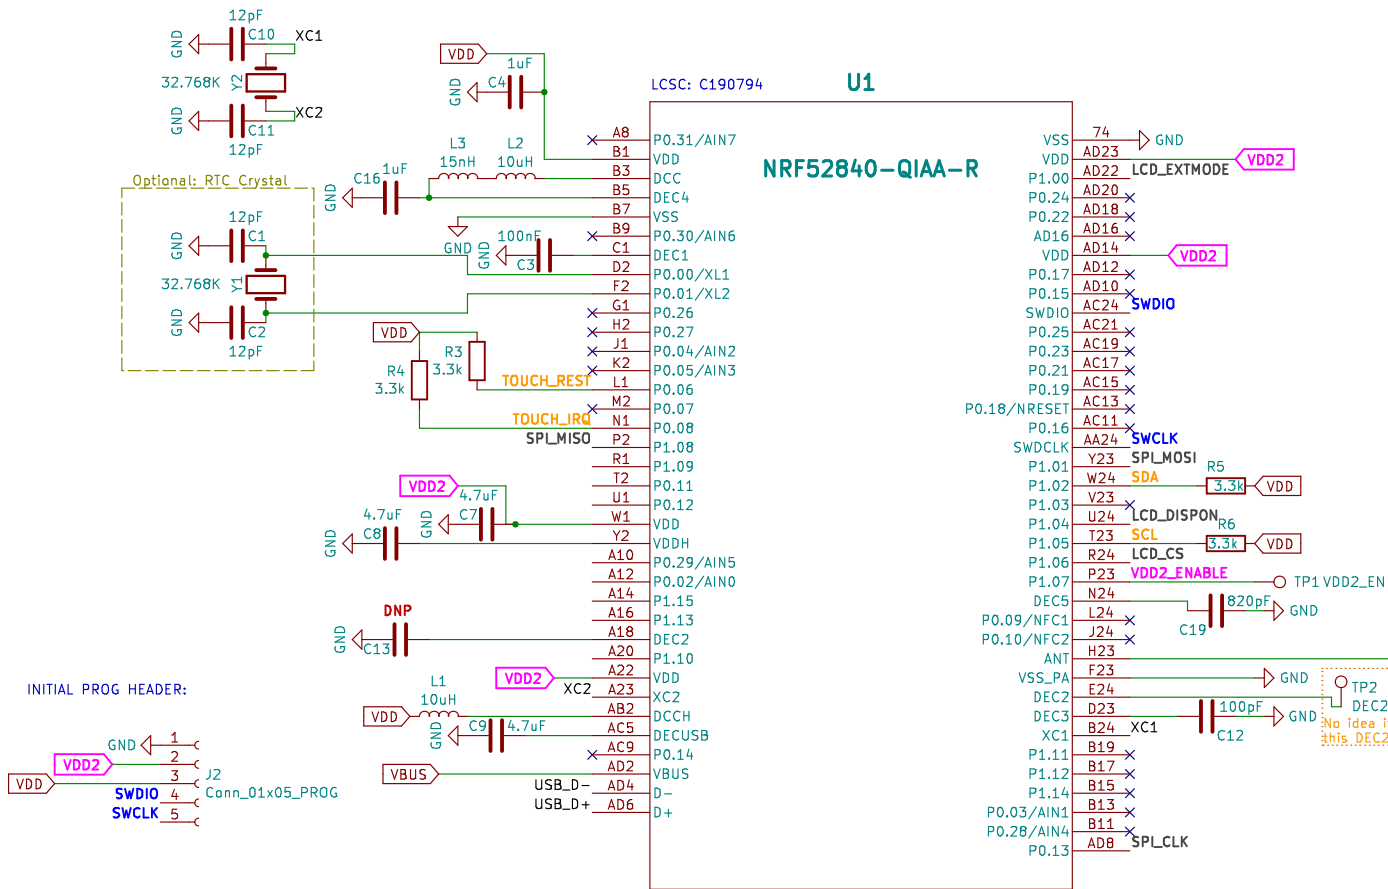 12pF
GND
C10
XC1
32.768K
Y2
GND
C11
XC2
12pF
VDD
1uF
C4
GND
LCSC: C190794
U1
NRF52840-QIAA-R
L3
15nH
L2
10uH
1uF
C16
GND
GND
100nF
C3
GND
Optional: RTC Crystal
12pF
GND
C1
32.768K
Y1
GND
C2
12pF
VDD
R3
3.3k
R4
3.3k
TOUCH_REST
TOUCH_IRQ
SPI_MISO
VDD2
4.7uF
C7
GND
4.7uF
C8
GND
DNP
C13
GND
VDD2
XC2
L1
10uH
VDD
C9
4.7uF
GND
VBUS
USB_D-
USB_D+
A8 P0.31/AIN7
B1 VDD
B3 DCC
B5 DEC4
B7 VSS
B9 P0.30/AIN6
C1 DEC1
D2 P0.00/XL1
F2 P0.01/XL2
G1 P0.26
H2 P0.27
J1 P0.04/AIN2
K2 P0.05/AIN3
L1 P0.06
M2 P0.07
N1 P0.08
P2 P1.08
R1 P1.09
T2 P0.11
U1 P0.12
W1 VDD
Y2 VDDH
A10 P0.29/AIN5
A12 P0.02/AIN0
A14 P1.15
A16 P1.13
A18 DEC2
A20 P1.10
A22 VDD
A23 XC2
AB2 DCCH
AC5 DECUSB
AC9 P0.14
AD2 VBUS
AD4 D-
AD6 D+
VSS 74 GND
VDD AD23 VDD2
P1.00 AD22 LCD_EXTMODE
P0.24 AD20
P0.22 AD18
AD16 AD16
VDD AD14 VDD2
P0.17 AD12
P0.15 AD10
SWDIO AC24 SWDIO
P0.25 AC21
P0.23 AC19
P0.21 AC17
P0.19 AC15
P0.18/NRESET AC13
P0.16 AC11
SWDCLK AA24 SWCLK
P1.01 Y23 SPI_MOSI
P1.02 W24 SDA R5 3.3k VDD
P1.03 V23
P1.04 U24 LCD_DISPON
P1.05 T23 SCL R6 3.3k VDD
P1.06 R24 LCD_CS
P1.07 P23 VDD2_ENABLE TP1 VDD2_EN
DEC5 N24 820pF C19 GND
P0.09/NFC1 L24
P0.10/NFC2 J24
ANT H23
VSS_PA F23 GND
DEC2 E24 TP2 DEC2
DEC3 D23 100pF C12 GND
No idea i
this DEC2
XC1 B24 XC1
P1.11 B19
P1.12 B17
P1.14 B15
P0.03/AIN1 B13
P0.28/AIN4 B11
P0.13 AD8 SPI_CLK
INITIAL PROG HEADER:
GND 1
VDD2 2
VDD 3
SWDIO 4
SWCLK 5
J2
Conn_01x05_PROG